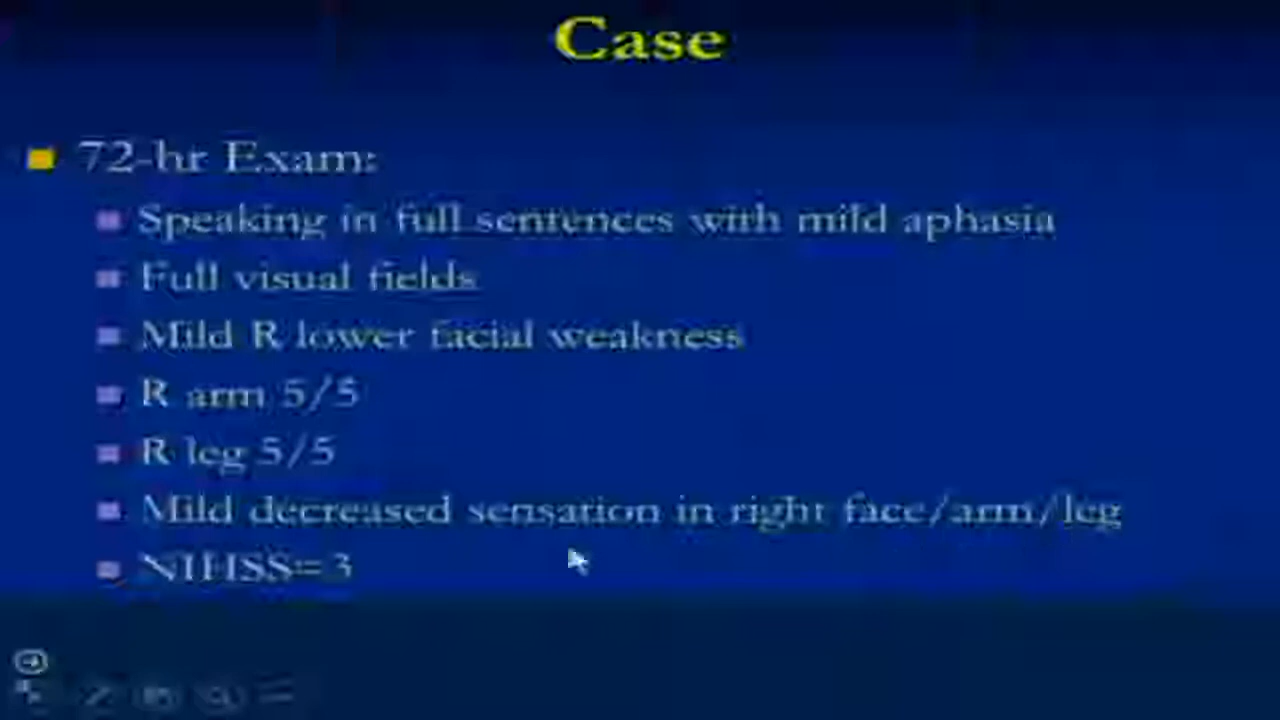 Case
72-hr Exam:
Speaking in full sentences with mild aphasia
Full visual fields
Mild R lower facial weakness
R arm 5/5
R leg 5/5
Mild decreased sensation in right face/arm/leg
NIHSS=3